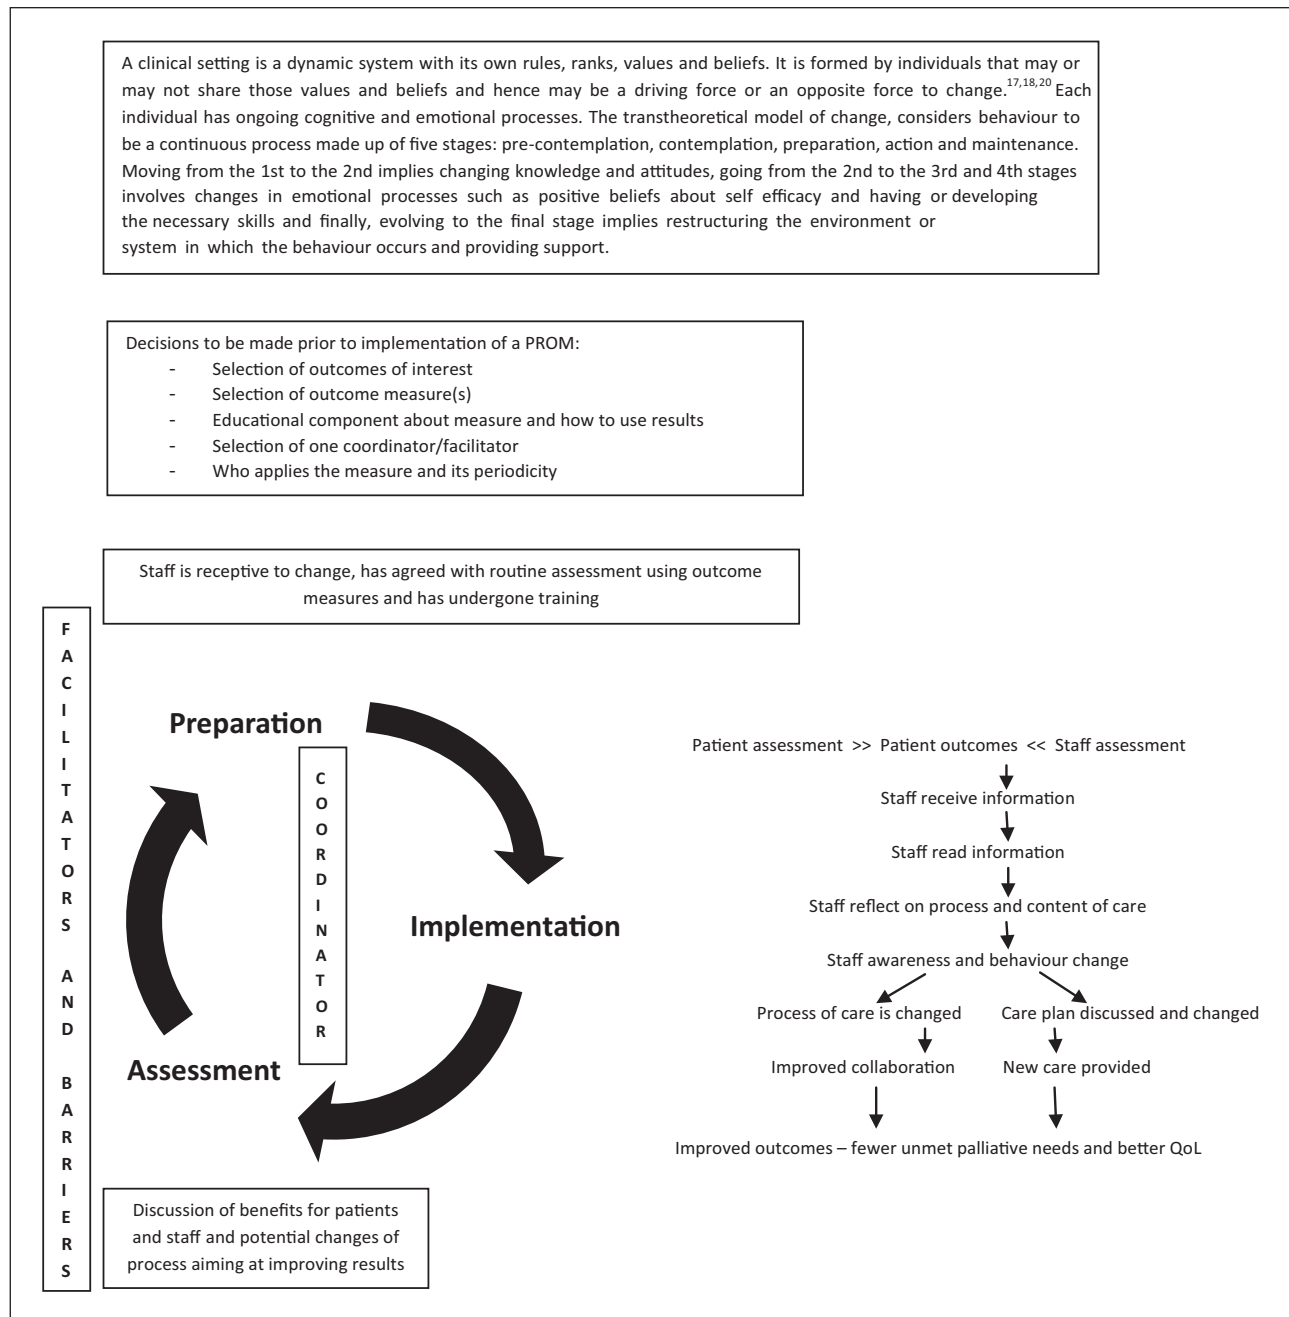 A clinical setting is a dynamic system with its own rules, ranks, values and beliefs. It is formed by individuals that may or
may not share those values and beliefs and hence may be a driving force or an opposite force to change.17,18,20 Each
individual has ongoing cognitive and emotional processes. The transtheoretical model of change, considers behaviour to
be a continuous process made up of five stages: pre-contemplation, contemplation, preparation, action and maintenance.
Moving from the 1st to the 2nd implies changing knowledge and attitudes, going from the 2nd to the 3rd and 4th stages
involves changes in emotional processes such as positive beliefs about self efficacy and having or developing
the necessary skills and finally, evolving to the final stage implies restructuring the environment or
system in which the behaviour occurs and providing support.
Decisions to be made prior to implementation of a PROM:
- Selection of outcomes of interest
- Selection of outcome measure(s)
- Educational component about measure and how to use results
- Selection of one coordinator/facilitator
- Who applies the measure and its periodicity
Staff is receptive to change, has agreed with routine assessment using outcome
measures and has undergone training
FACILITATORS AND BARRIERS
Preparation
COORDINATOR
Implementation
Assessment
Discussion of benefits for patients
and staff and potential changes of
process aiming at improving results
Patient assessment >> Patient outcomes << Staff assessment
Staff receive information
Staff read information
Staff reflect on process and content of care
Staff awareness and behaviour change
Process of care is changed
Care plan discussed and changed
Improved collaboration
New care provided
Improved outcomes – fewer unmet palliative needs and better QoL